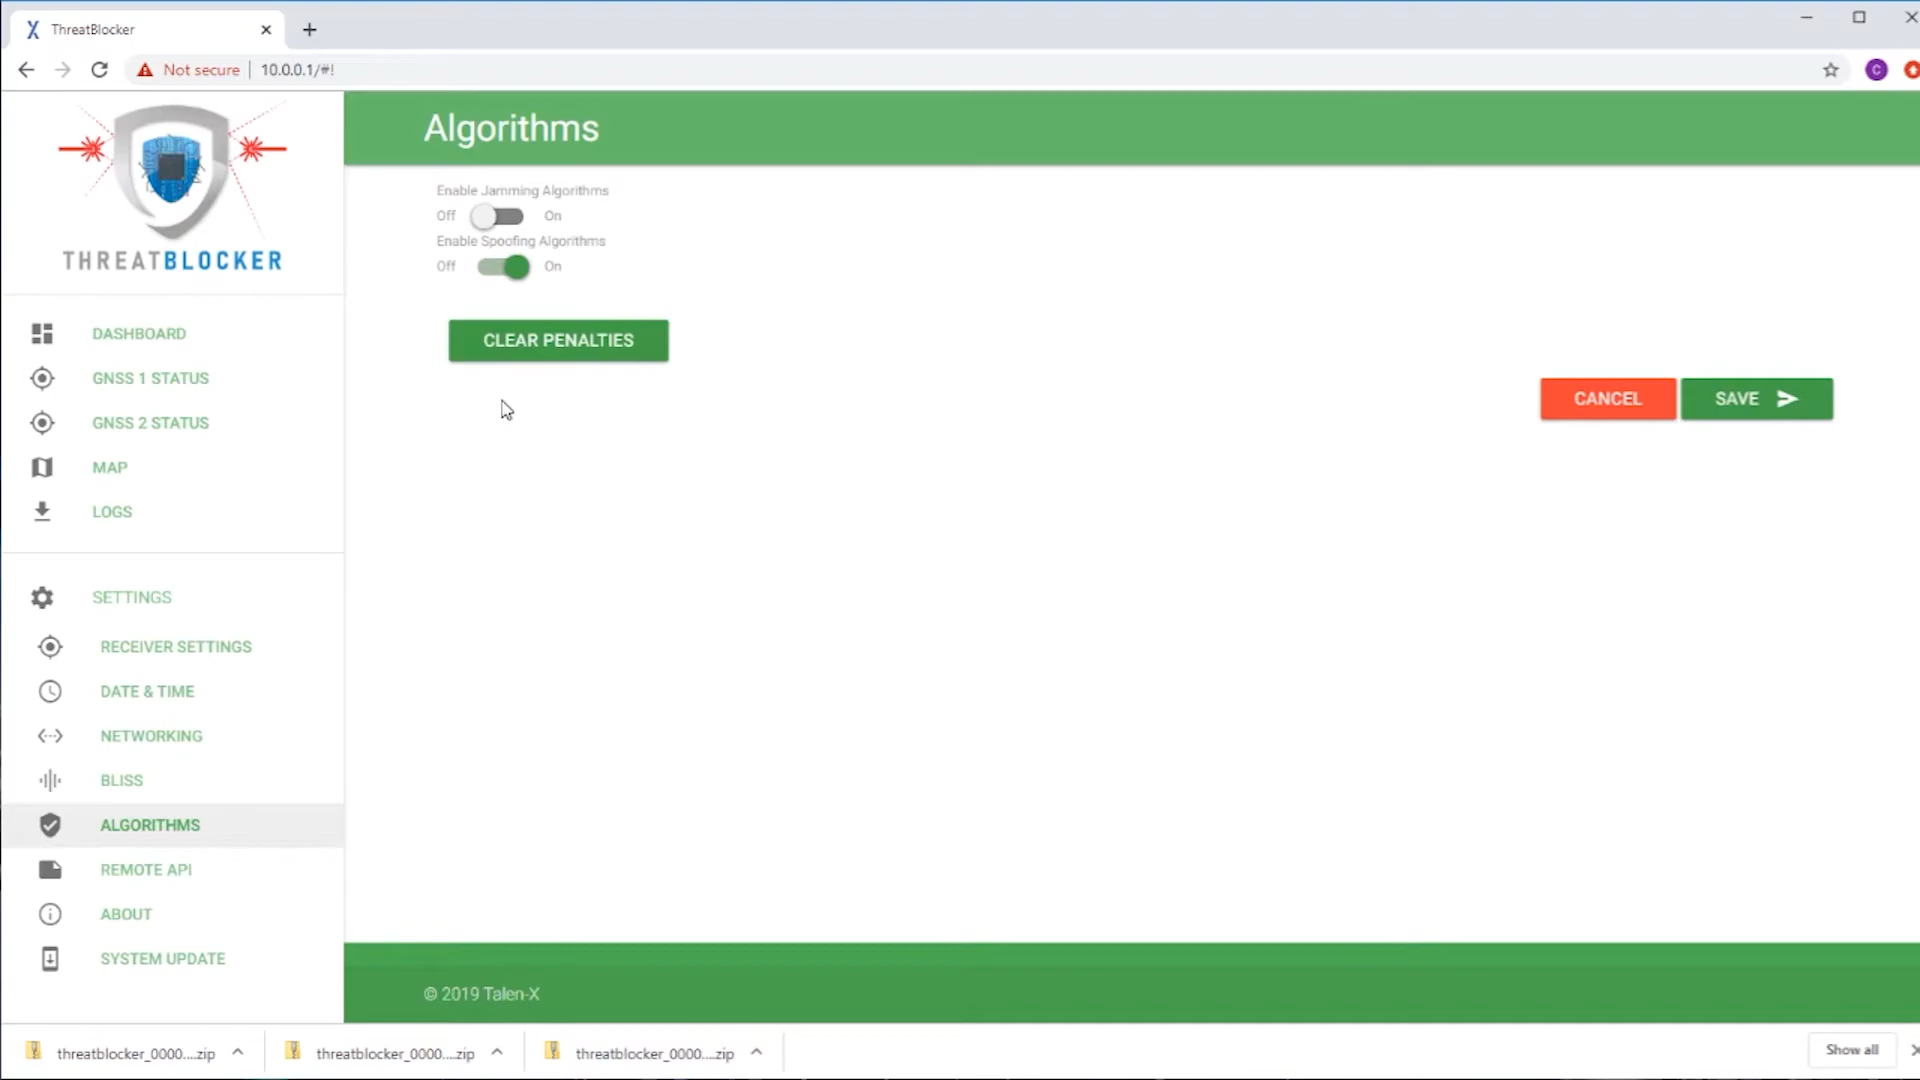 ThreatBlocker
Not secure
10.0.0.1/#!
C
THREATBLOCKER
DASHBOARD
GNSS 1 STATUS
GNSS 2 STATUS
MAP
LOGS
SETTINGS
RECEIVER SETTINGS
DATE & TIME
NETWORKING
BLISS
ALGORITHMS
REMOTE API
ABOUT
SYSTEM UPDATE
Algorithms
Enable Jamming Algorithms
Off On
Enable Spoofing Algorithms
Off On
CLEAR PENALTIES
CANCEL SAVE
© 2019 Talen-X
threatblocker_0000....zip
threatblocker_0000....zip
threatblocker_0000....zip
Show all